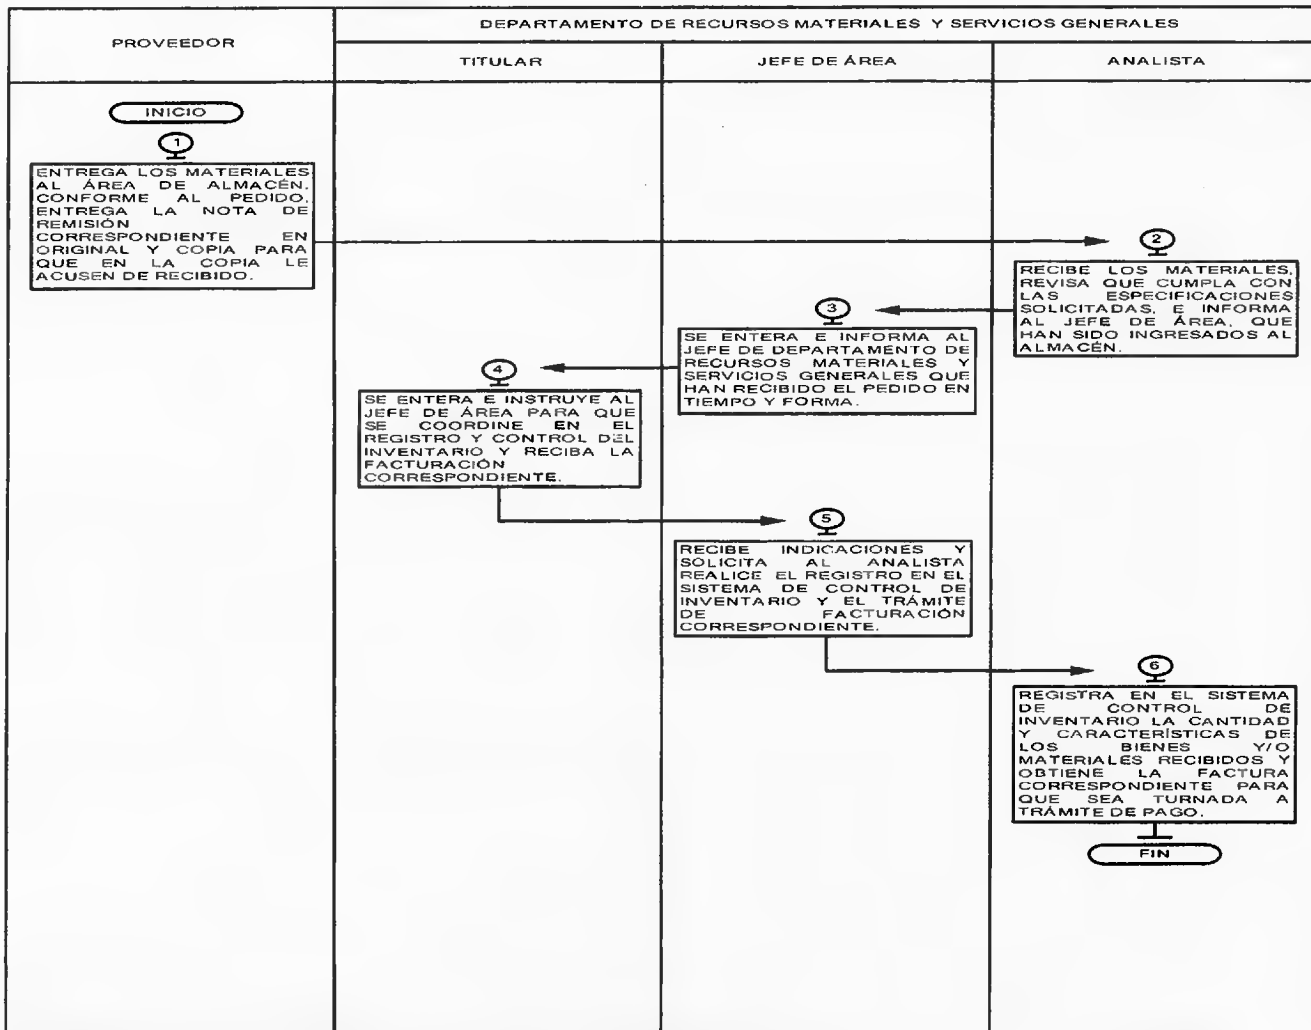 PROVEEDOR
DEPARTAMENTO DE RECURSOS MATERIALES Y SERVICIOS GENERALES
TITULAR
JEFE DE ÁREA
ANALISTA
INICIO
1
ENTREGA LOS MATERIALES
AL ÁREA DE ALMACÉN,
CONFORME AL PEDIDO,
ENTREGA LA NOTA DE
REMISIÓN
CORRESPONDIENTE EN
ORIGINAL Y COPIA PARA
QUE EN LA COPIA LE
ACUSEN DE RECIBIDO.
2
RECIBE LOS MATERIALES,
REVISA QUE CUMPLA CON
LAS ESPECIFICACIONES
SOLICITADAS, E INFORMA
AL JEFE DE ÁREA, QUE
HAN SIDO INGRESADOS AL
ALMACÉN.
3
SE ENTERA E INFORMA AL
JEFE DE DEPARTAMENTO DE
RECURSOS MATERIALES Y
SERVICIOS GENERALES QUE
HAN RECIBIDO EL PEDIDO EN
TIEMPO Y FORMA.
4
SE ENTERA E INSTRUYE AL
JEFE DE ÁREA PARA QUE
SE COORDINE EN EL
REGISTRO Y CONTROL DEL
INVENTARIO Y RECIBA LA
FACTURACIÓN
CORRESPONDIENTE.
5
RECIBE INDICACIONES Y
SOLICITA AL ANALISTA
REALICE EL REGISTRO EN EL
SISTEMA DE CONTROL DE
INVENTARIO Y EL TRÁMITE
DE FACTURACIÓN
CORRESPONDIENTE.
6
REGISTRA EN EL SISTEMA
DE CONTROL DE
INVENTARIO LA CANTIDAD
Y CARACTERÍSTICAS DE
LOS BIENES Y/O
MATERIALES RECIBIDOS Y
OBTIENE LA FACTURA
CORRESPONDIENTE PARA
QUE SEA TURNADA A
TRÁMITE DE PAGO.
FIN